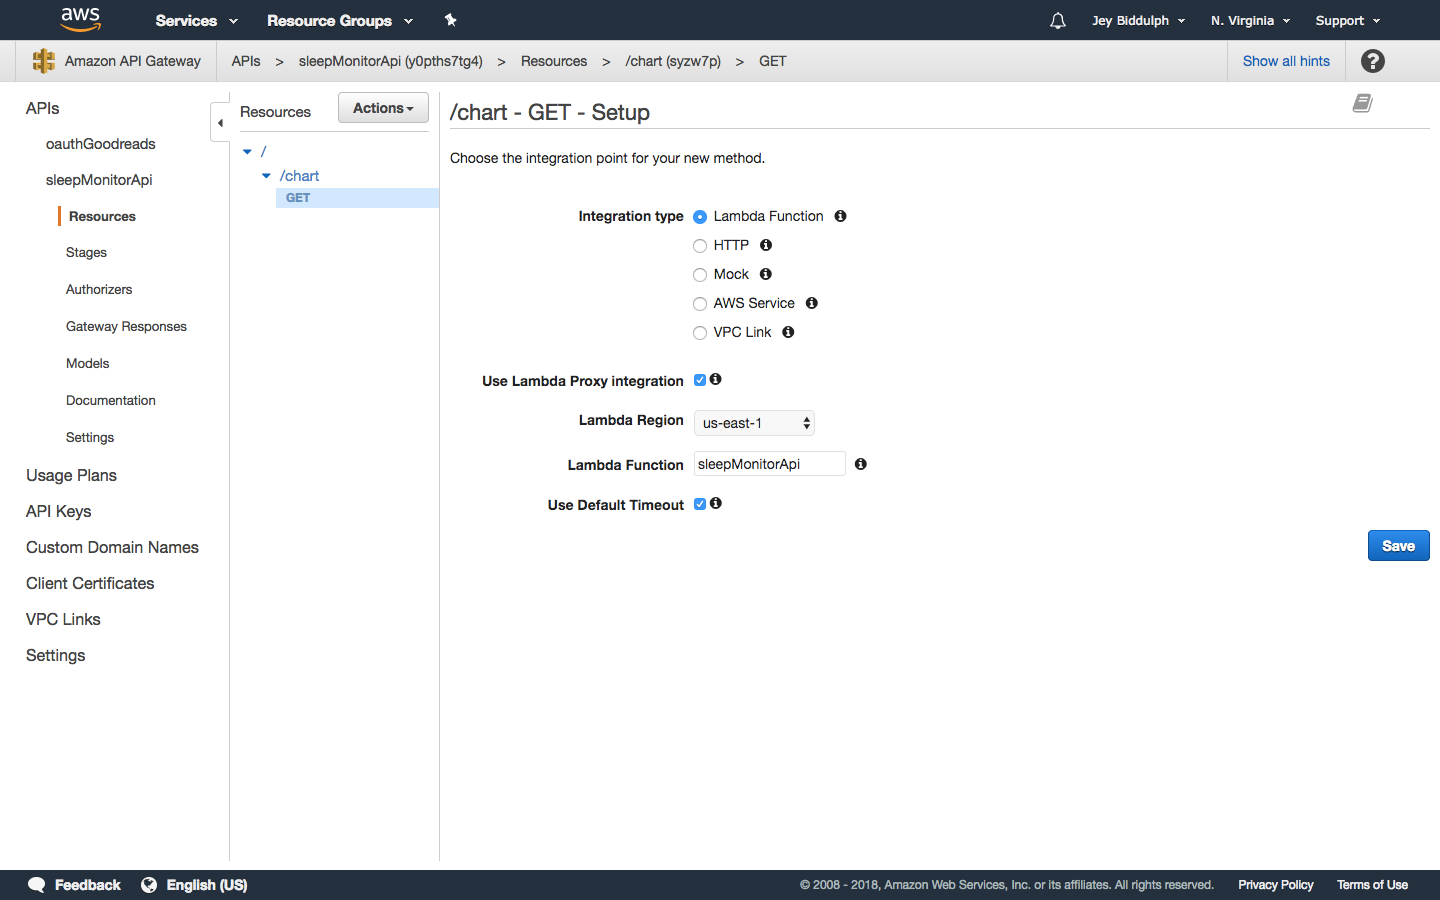 aws Services Resource Groups Jey Biddulph N. Virginia Support
Amazon API Gateway APIs > sleepMonitorApi (y0pths7tg4) > Resources > /chart (syzw7p) > GET Show all hints ?
APIs
oauthGoodreads
sleepMonitorApi
Resources
Stages
Authorizers
Gateway Responses
Models
Documentation
Settings
Usage Plans
API Keys
Custom Domain Names
Client Certificates
VPC Links
Settings
Resources Actions
/
/chart
GET
/chart - GET - Setup
Choose the integration point for your new method.
Integration type Lambda Function
HTTP
Mock
AWS Service
VPC Link
Use Lambda Proxy integration
Lambda Region us-east-1
Lambda Function sleepMonitorApi
Use Default Timeout
Save
Feedback English (US) © 2008 - 2018, Amazon Web Services, Inc. or its affiliates. All rights reserved. Privacy Policy Terms of Use